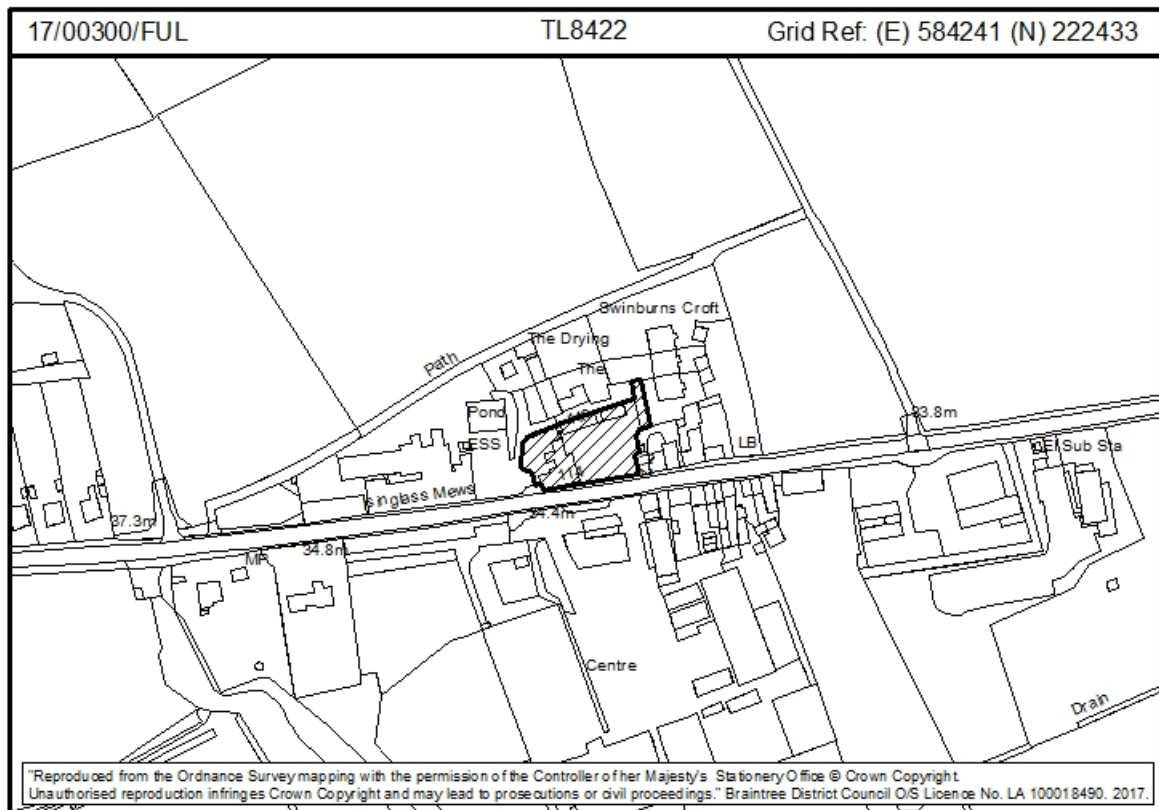 17/00300/FUL TL8422 Grid Ref: (E) 584241 (N) 222433
Swinburns Croft
The Drying
The
Path
Pond
ESS
LB
33.8m
El Sub Sta
Isinglass Mews
37.3m
34.4m
34.8m
MP
Centre
Drain
"Reproduced from the Ordnance Survey mapping with the permission of the Controller of her Majesty's Stationery Office © Crown Copyright.
Unauthorised reproduction infringes Crown Copyright and may lead to prosecutions or civil proceedings." Braintree District Council O/S Licence No. LA 100018490. 2017.